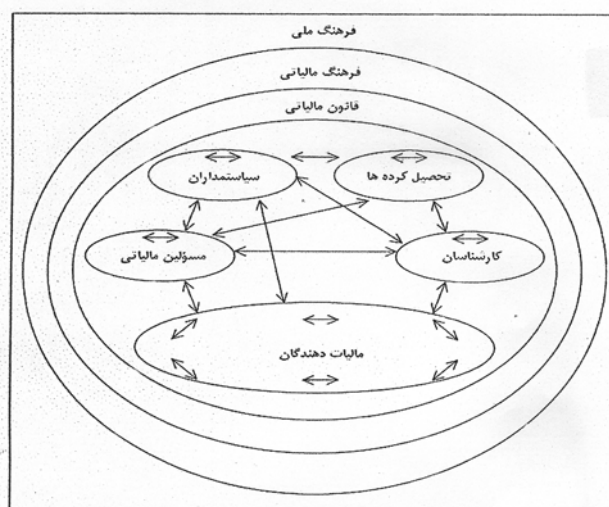 فرهنگ ملی
فرهنگ مالیاتی
قانون مالیاتی
تحصیل کرده ها
سیاستمداران
کارشناسان
مسؤلین مالیاتی
مالیات دهندگان